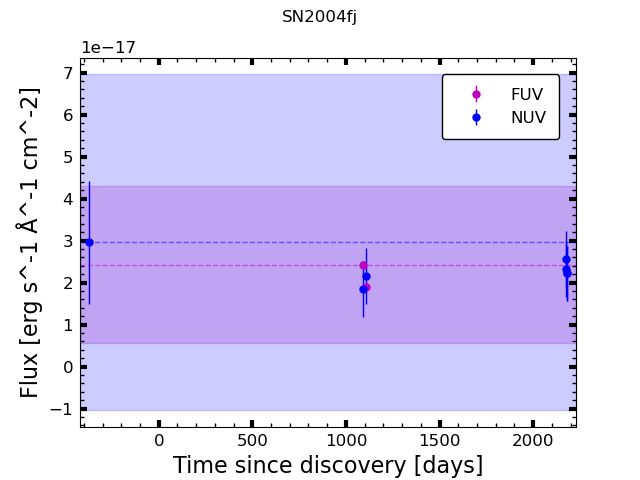 SN2004fj
1e−17
7
6
5
4
3
2
1
0
−1
Flux [erg s^-1 Å^-1 cm^-2]
FUV
NUV
0
500
1000
1500
2000
Time since discovery [days]